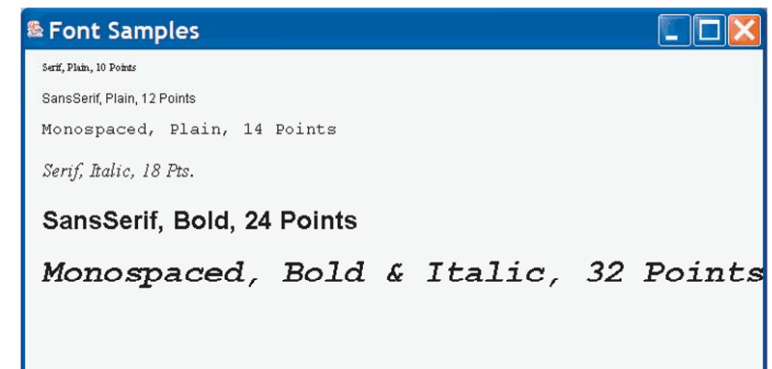 Font Samples
Serif, Plain, 10 Points
SansSerif, Plain, 12 Points
Monospaced, Plain, 14 Points
Serif, Italic, 18 Pts.
SansSerif, Bold, 24 Points
Monospaced, Bold & Italic, 32 Points